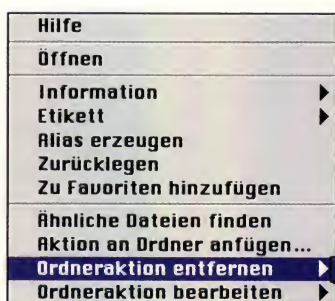 Hilfe
Öffnen
Information
Etikett
Alias erzeugen
Zurücklegen
Zu Favoriten hinzufügen
Ähnliche Dateien finden
Aktion an Ordner anfügen...
Ordneraktion entfernen
Ordneraktion bearbeiten